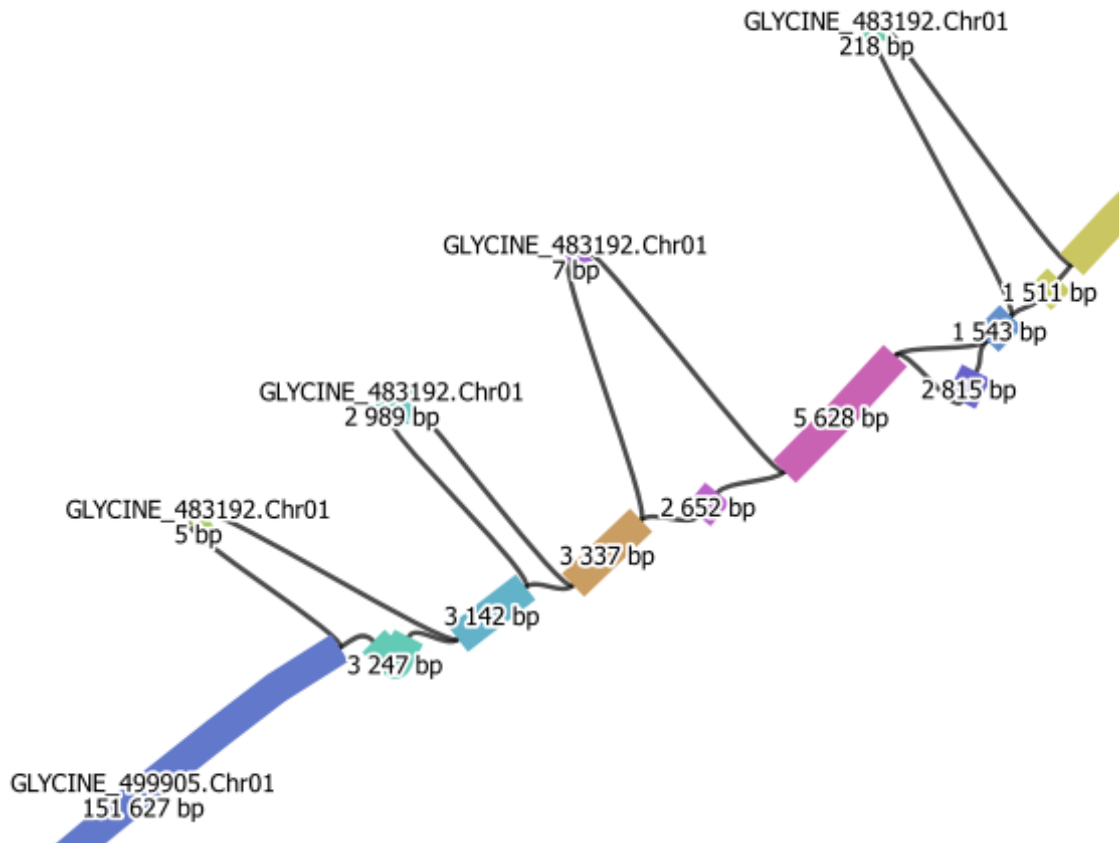 GLYCINE_483192.Chr01
218 bp
GLYCINE_483192.Chr01
7 bp
1 511 bp
1 543 bp
2 815 bp
GLYCINE_483192.Chr01
2 989 bp
5 628 bp
GLYCINE_483192.Chr01
5 bp
2 652 bp
3 337 bp
3 142 bp
3 247 bp
GLYCINE_499905.Chr01
151 627 bp